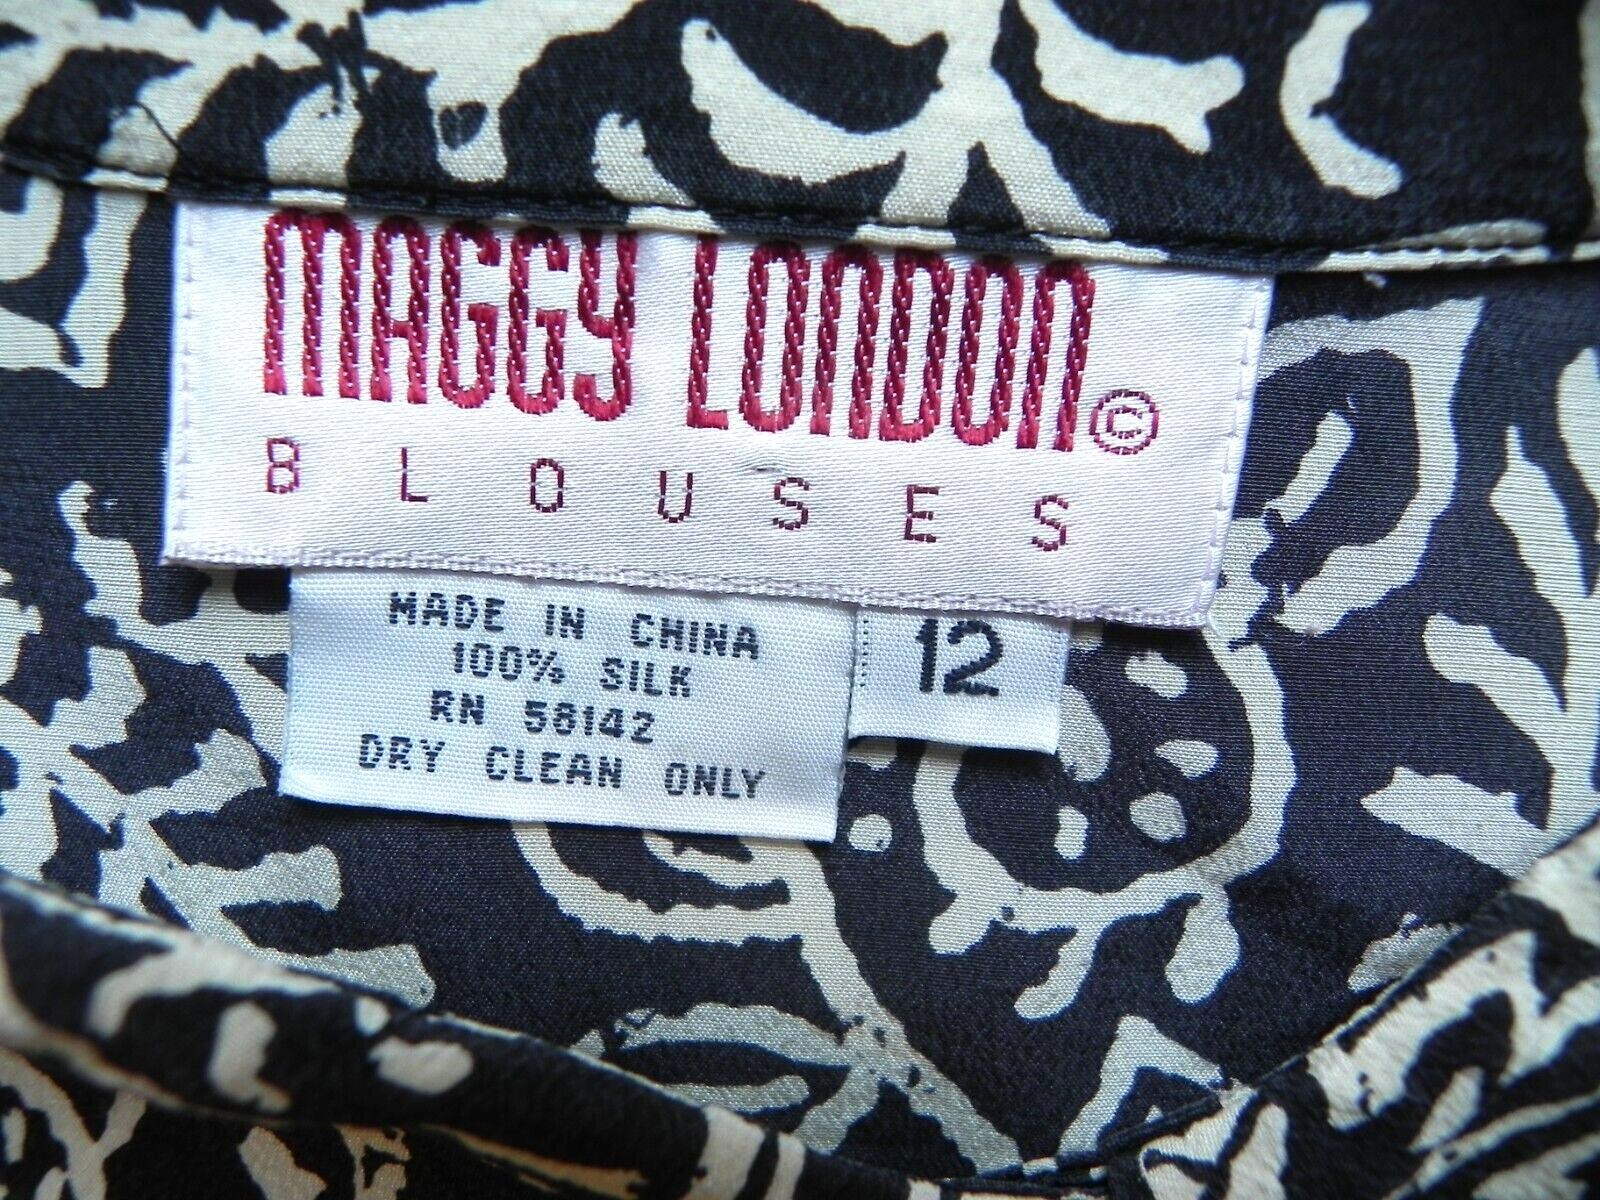 MAGGY LONDON©
BLOUSES
MADE IN CHINA
100% SILK
RN 58142
DRY CLEAN ONLY
12